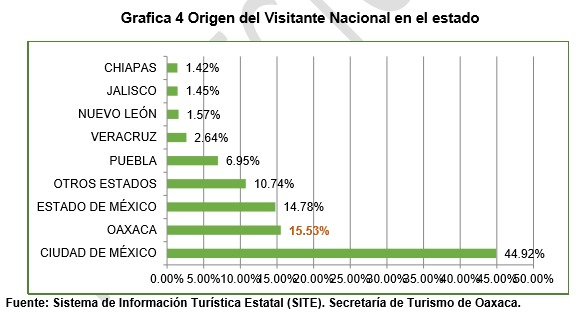 Grafica 4 Origen del Visitante Nacional en el estado
CHIAPAS 1.42%
JALISCO 1.45%
NUEVO LEÓN 1.57%
VERACRUZ 2.64%
PUEBLA 6.95%
OTROS ESTADOS 10.74%
ESTADO DE MÉXICO 14.78%
OAXACA 15.53%
CIUDAD DE MÉXICO 44.92%
0.00% 5.00% 10.00% 15.00% 20.00% 25.00% 30.00% 35.00% 40.00% 45.00% 50.00%
Fuente: Sistema de Información Turística Estatal (SITE). Secretaría de Turismo de Oaxaca.